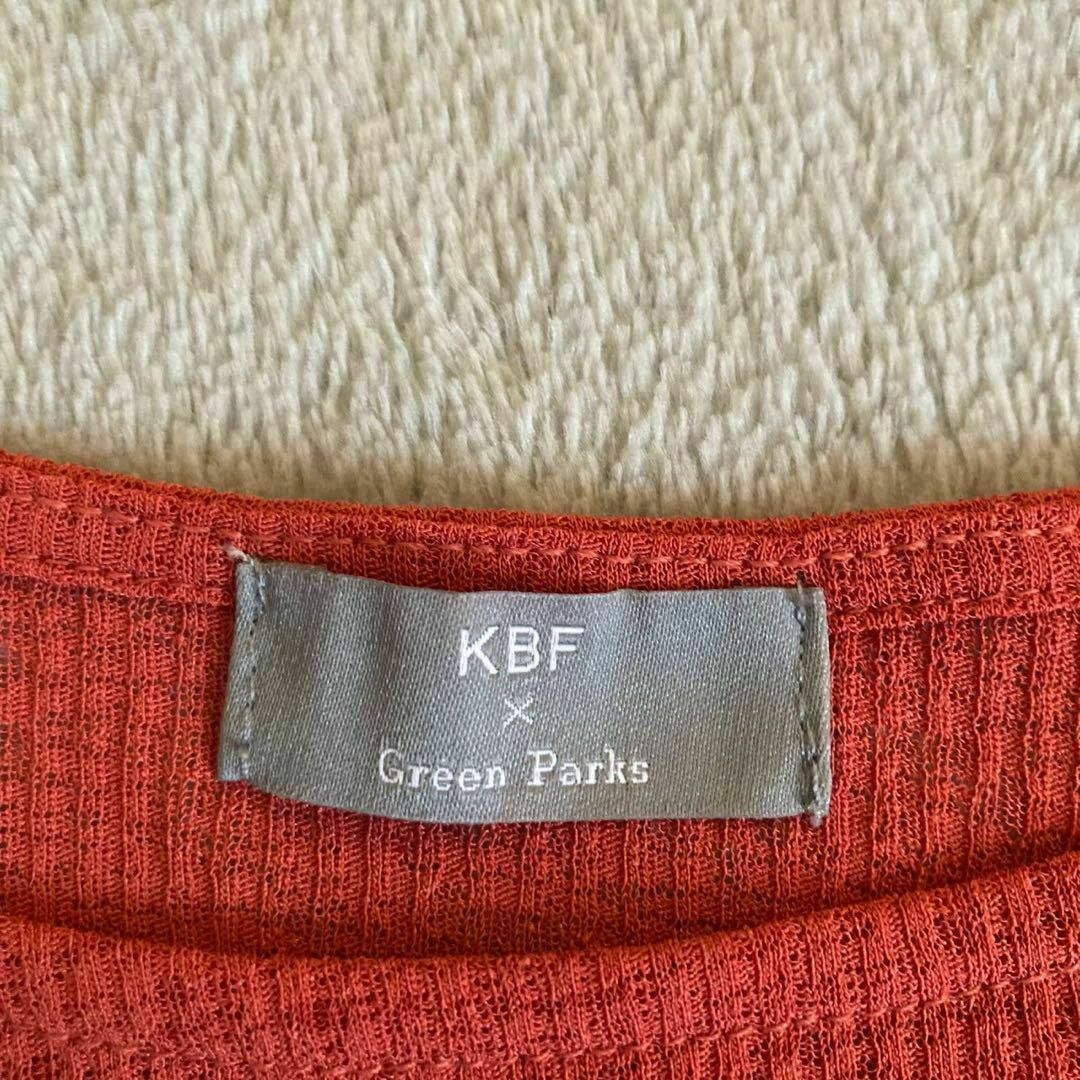 KBF
×
Green Parks